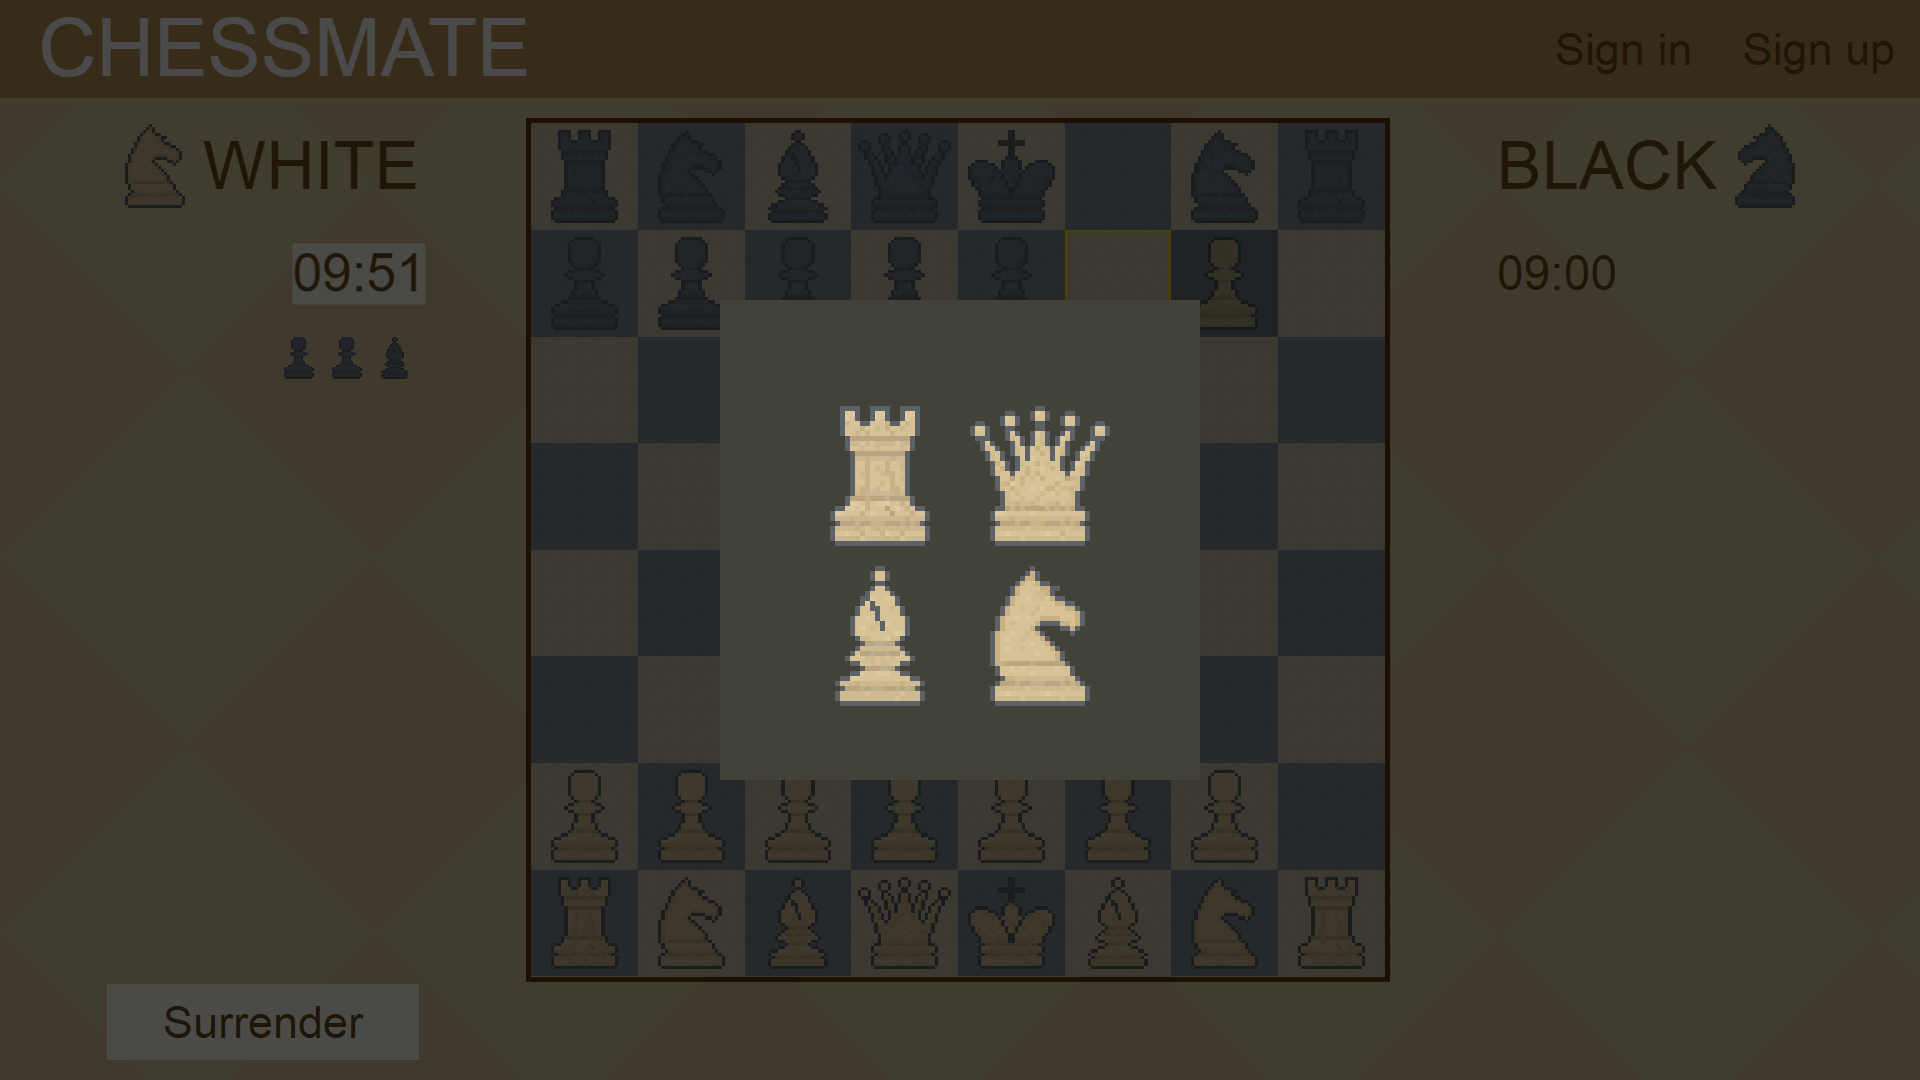 CHESSMATE
Sign in
Sign up
WHITE
09:51
BLACK
09:00
Surrender